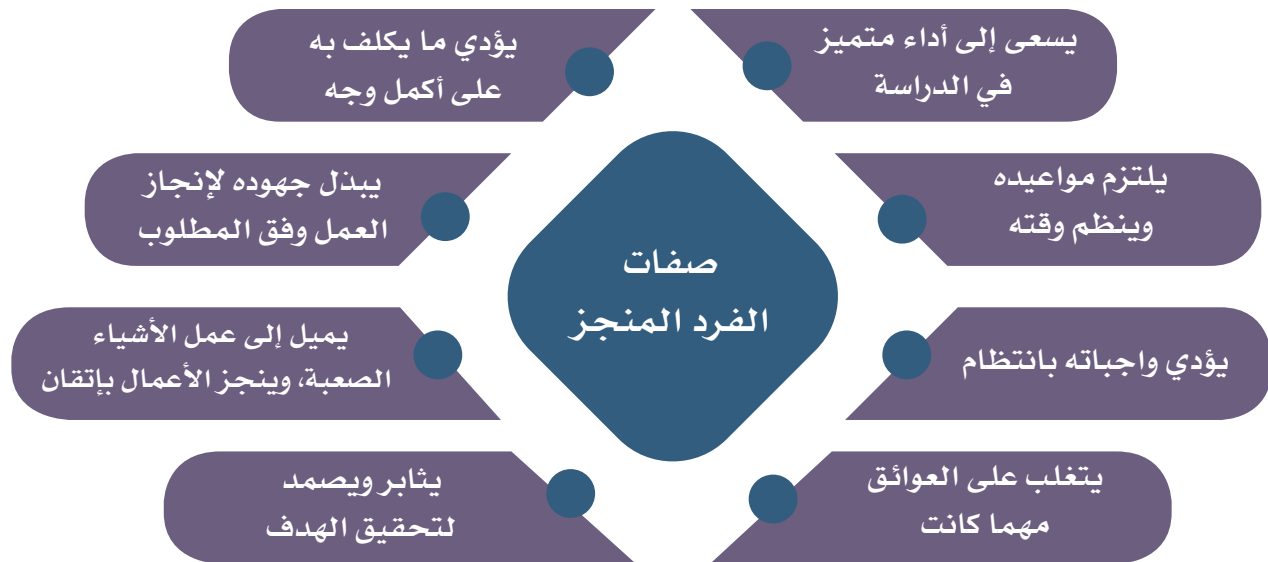 صفات
الفرد المنجز
يسعى إلى أداء متميز
في الدراسة
يلتزم مواعيده
وينظم وقته
يؤدي واجباته بانتظام
يتغلب على العوائق
مهما كانت
يؤدي ما يكلف به
على أكمل وجه
يبذل جهوده لإنجاز
العمل وفق المطلوب
يميل إلى عمل الأشياء
الصعبة، وينجز الأعمال بإتقان
يثابر ويصمد
لتحقيق الهدف